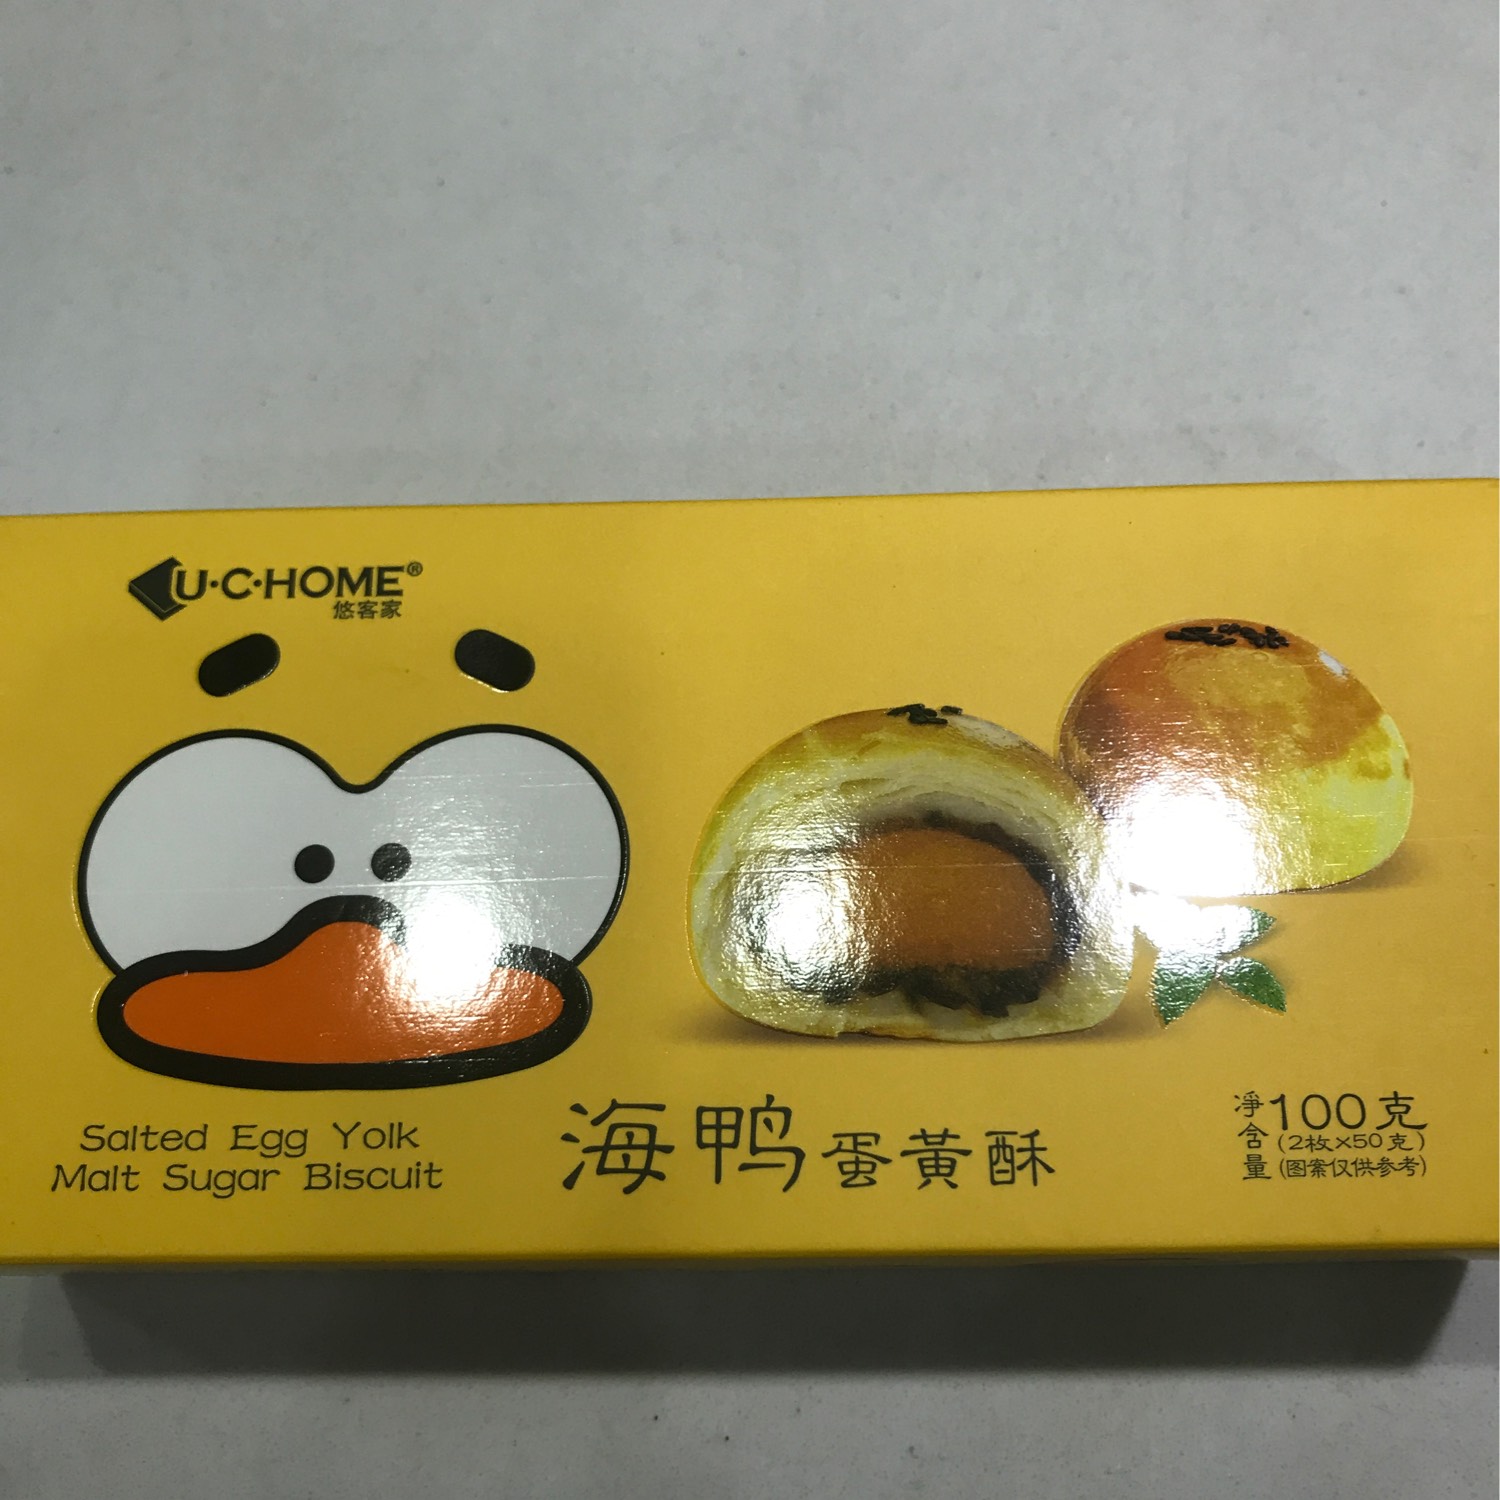 U·C·HOME®
悠客家
Salted Egg Yolk
Malt Sugar Biscuit
海鸭蛋黄酥
净含量
100克
(2枚×50克)
(图案仅供参考)